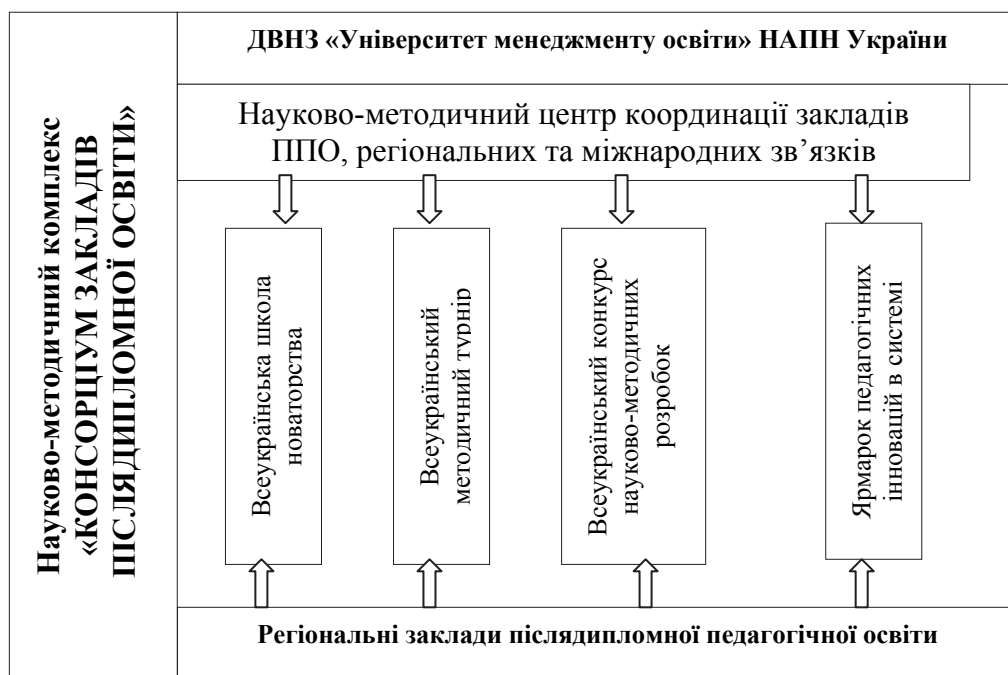 Науково-методичний комплекс
«КОНСОРЦІУМ ЗАКЛАДІВ
ПІСЛЯДИПЛОМНОЇ ОСВІТИ»
ДВНЗ «Університет менеджменту освіти» НАПН України
Науково-методичний центр координації закладів
ППО, регіональних та міжнародних зв’язків
Всеукраїнська школа
новаторства
Всеукраїнський
методичний турнір
Всеукраїнський конкурс
науково-методичних
розробок
Ярмарок педагогічних
інновацій в системі
Регіональні заклади післядипломної педагогічної освіти